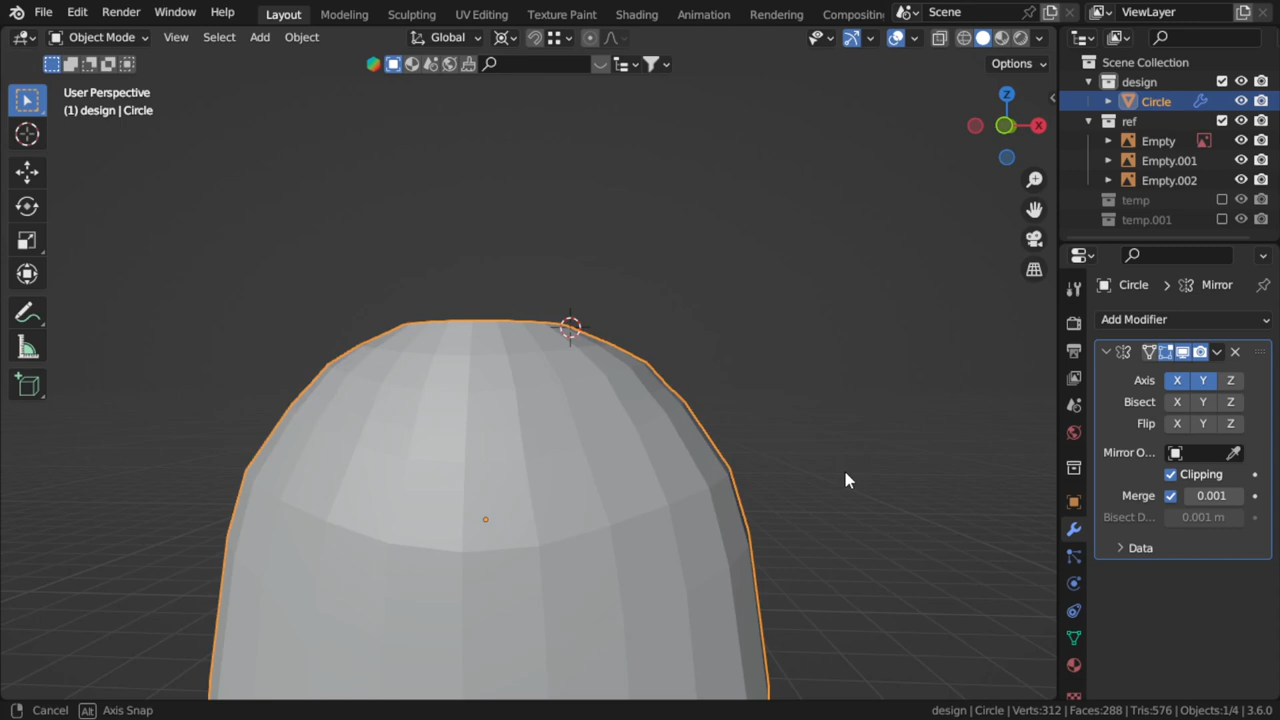 File Edit Render Window Help Layout Modeling Sculpting UV Editing Texture Paint Shading Animation Rendering Compositin Scene ViewLayer
Object Mode View Select Add Object Global
Options
User Perspective
(1) design | Circle
Z
X
Scene Collection
design
Circle
ref
Empty
Empty.001
Empty.002
temp
temp.001
Circle > Mirror
Add Modifier
Axis X Y Z
Bisect X Y Z
Flip X Y Z
Mirror O...
Clipping
Merge 0.001
Bisect D... 0.001 m
Data
Cancel Alt Axis Snap design | Circle | Verts:312 | Faces:288 | Tris:576 | Objects:1/4 | 3.6.0